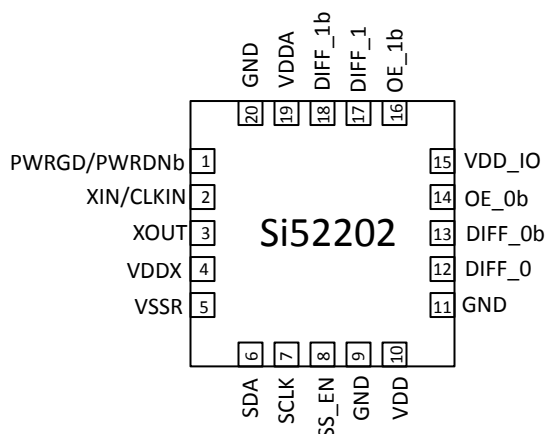 GND
VDDA
DIFF_1b
DIFF_1
OE_1b
20
19
18
17
16
PWRGD/PWRDNb 1
XIN/CLKIN 2
XOUT 3
VDDX 4
VSSR 5
Si52202
15 VDD_IO
14 OE_0b
13 DIFF_0b
12 DIFF_0
11 GND
6
7
8
9
10
SDA
SCLK
SS_EN
GND
VDD